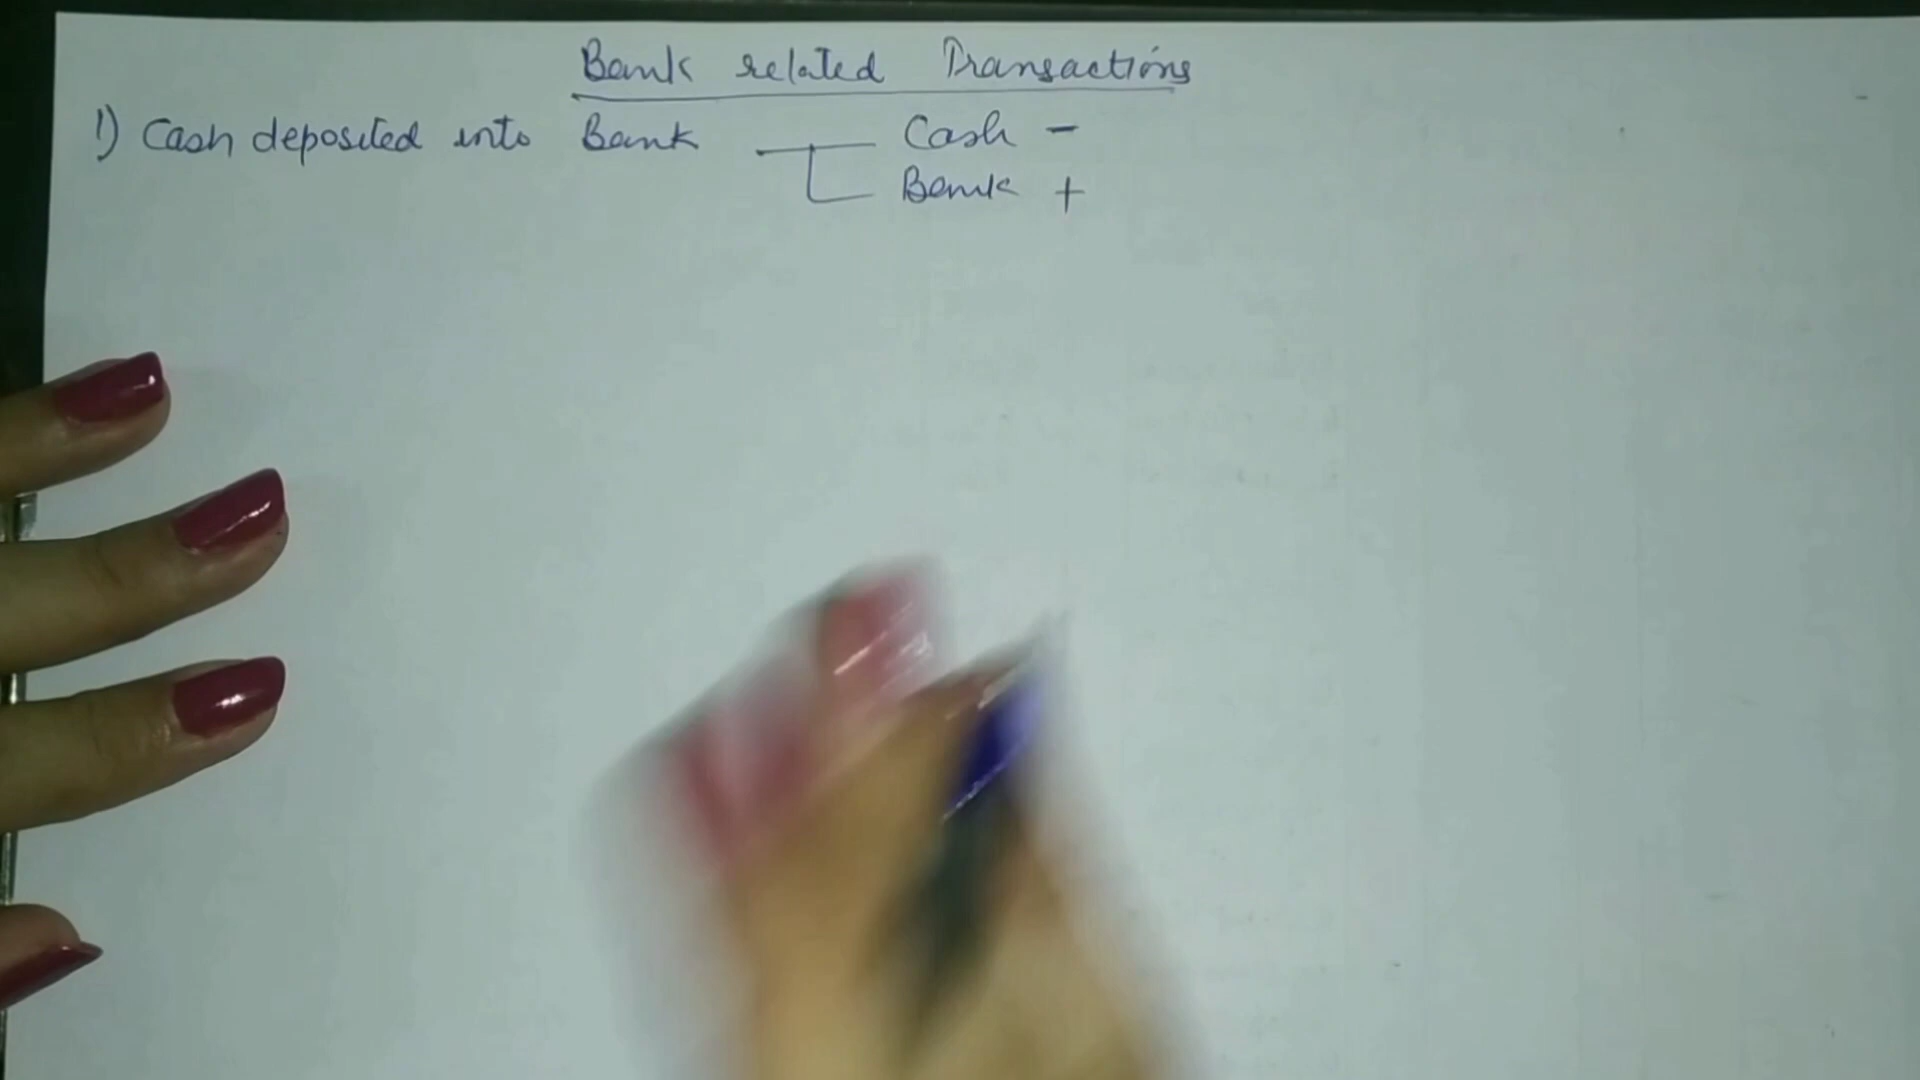 Bank related Transactions
1) Cash deposited into Bank Cash -
Bank +